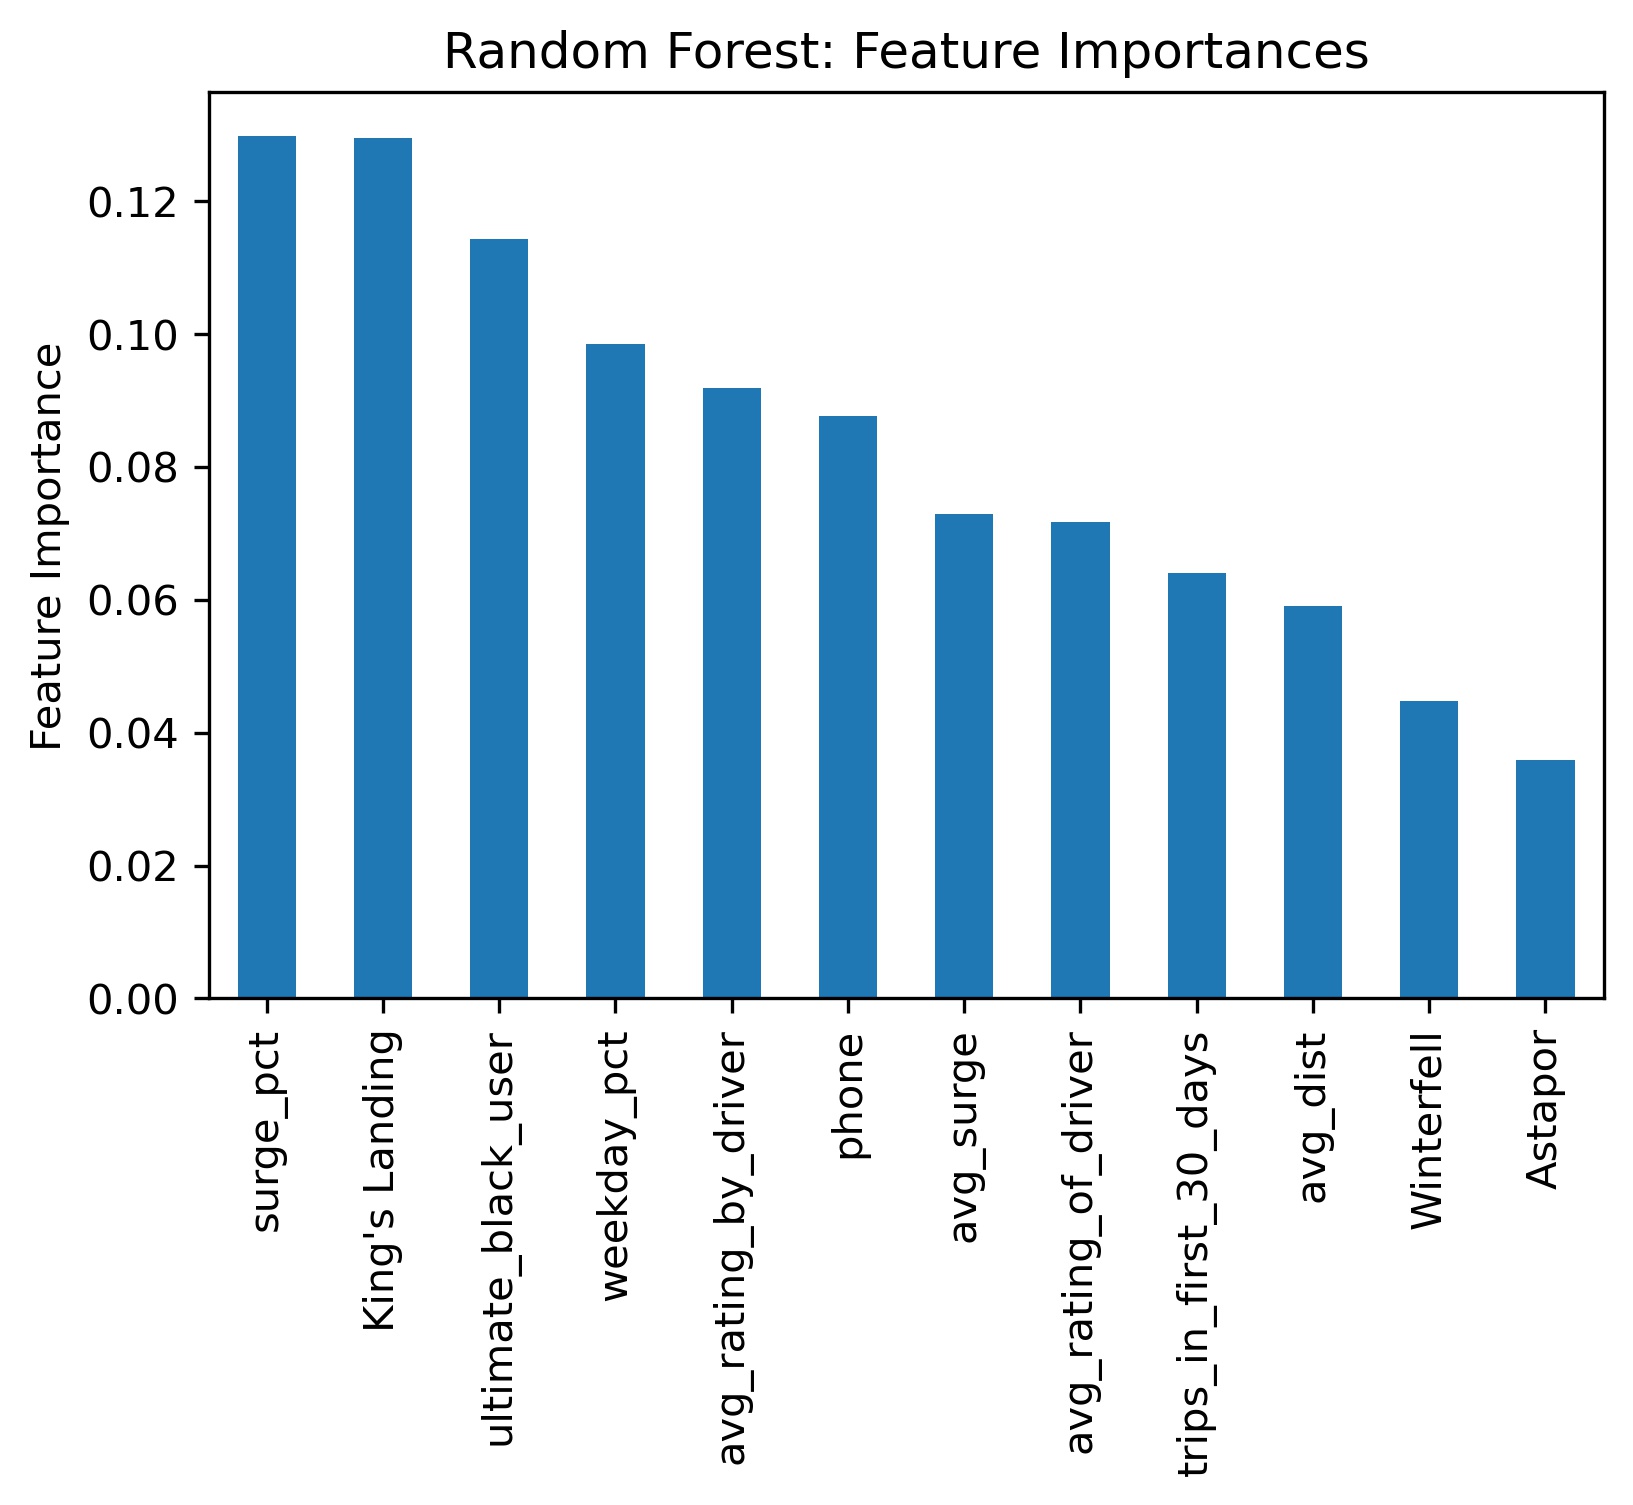 Random Forest: Feature Importances
Feature Importance
0.12
0.10
0.08
0.06
0.04
0.02
0.00
surge_pct
King's Landing
ultimate_black_user
weekday_pct
avg_rating_by_driver
phone
avg_surge
avg_rating_of_driver
trips_in_first_30_days
avg_dist
Winterfell
Astapor